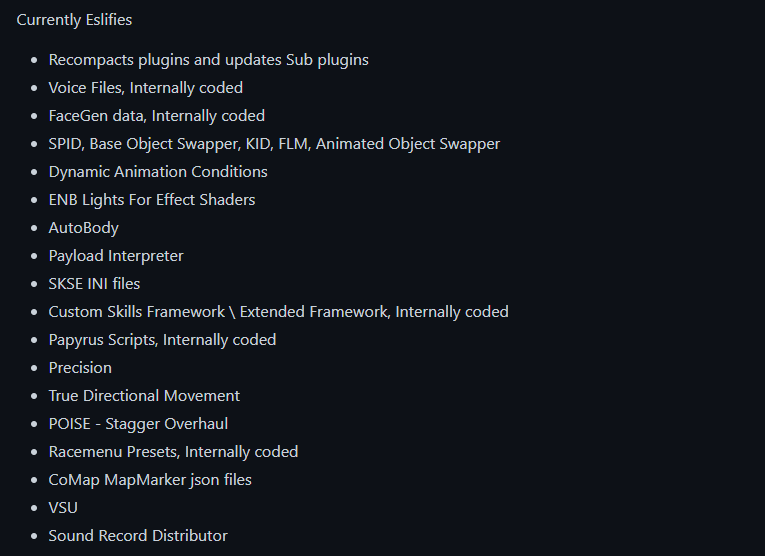 Currently Eslifies
Recompacts plugins and updates Sub plugins
Voice Files, Internally coded
FaceGen data, Internally coded
SPID, Base Object Swapper, KID, FLM, Animated Object Swapper
Dynamic Animation Conditions
ENB Lights For Effect Shaders
AutoBody
Payload Interpreter
SKSE INI files
Custom Skills Framework \ Extended Framework, Internally coded
Papyrus Scripts, Internally coded
Precision
True Directional Movement
POISE - Stagger Overhaul
Racemenu Presets, Internally coded
CoMap MapMarker json files
VSU
Sound Record Distributor